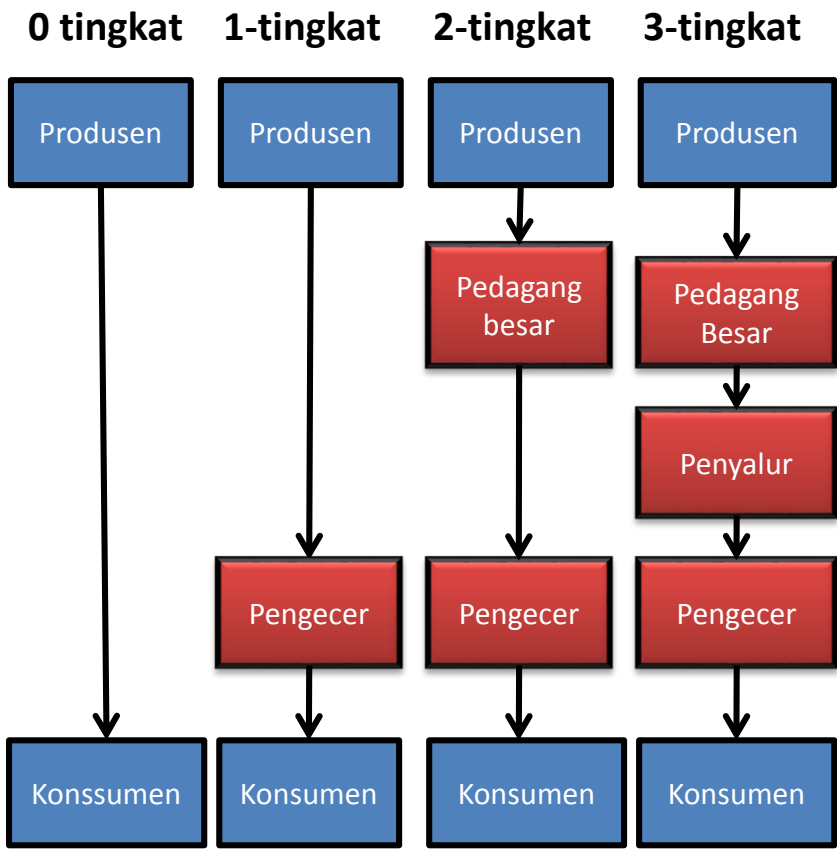 0 tingkat 1-tingkat 2-tingkat 3-tingkat
Produsen Produsen Produsen Produsen
Pedagang
besar
Pedagang
Besar
Penyalur
Pengecer Pengecer Pengecer
Konssumen Konsumen Konsumen Konsumen